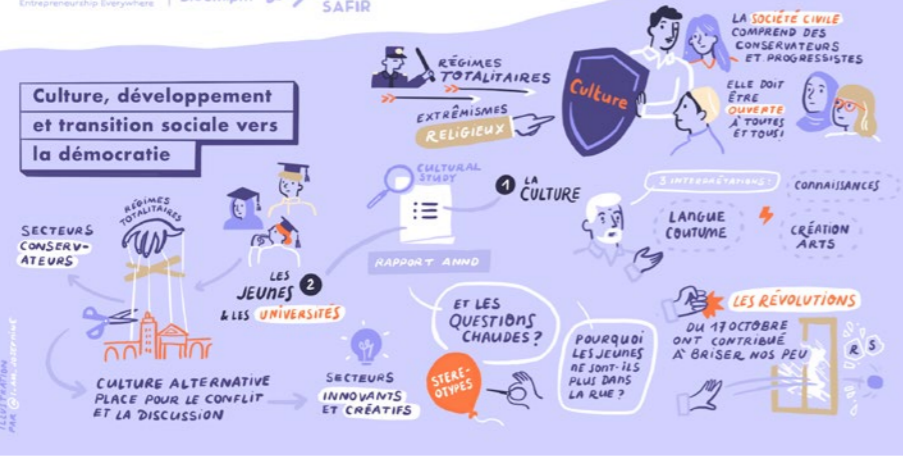 Entrepreneurship Everywhere
SAFIR
Culture, développement
et transition sociale vers
la démocratie
RÉGIMES
TOTALITAIRES
EXTRÊMISMES
RELIGIEUX
Culture
LA SOCIÉTÉ CIVILE
COMPREND DES
CONSERVATEURS
ET PROGRESSISTES
ELLE DOIT
ÊTRE
OUVERTE
À TOUTES
ET TOUS!
CULTURAL
STUDY
RAPPORT ANND
1 LA
CULTURE
3 INTERPRÉTATIONS:
LANGUE
COUTUME
CONNAISSANCES
CRÉATION
ARTS
LES
JEUNES 2
& LES UNIVERSITÉS
RÉGIMES
TOTALITAIRES
SECTEURS
CONSERV-
ATEURS
CULTURE ALTERNATIVE
PLACE POUR LE CONFLIT
ET LA DISCUSSION
SECTEURS
INNOVANTS
ET CRÉATIFS
ET LES
QUESTIONS
CHAUDES?
STÉRÉ-
OTYPES
POURQUOI
LES JEUNES
NE SONT-ILS
PLUS DANS
LA RUE?
LES RÉVOLUTIONS
DU 17 OCTOBRE
ONT CONTRIBUÉ
À BRISER NOS PEU
R S
ILLUSTRATION